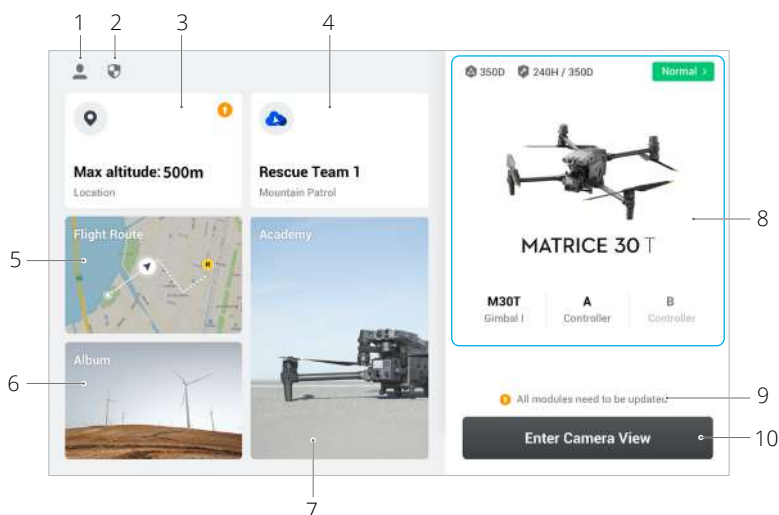 1
2
3
4
350D
240H / 350D
Normal >
Max altitude: 500m
Location
Rescue Team 1
Mountain Patrol
Flight Route
H
Academy
5
8
MATRICE 30 T
M30T
A
B
Gimbal I
Controller
Controller
Album
6
All modules need to be updated
9
Enter Camera View
10
7